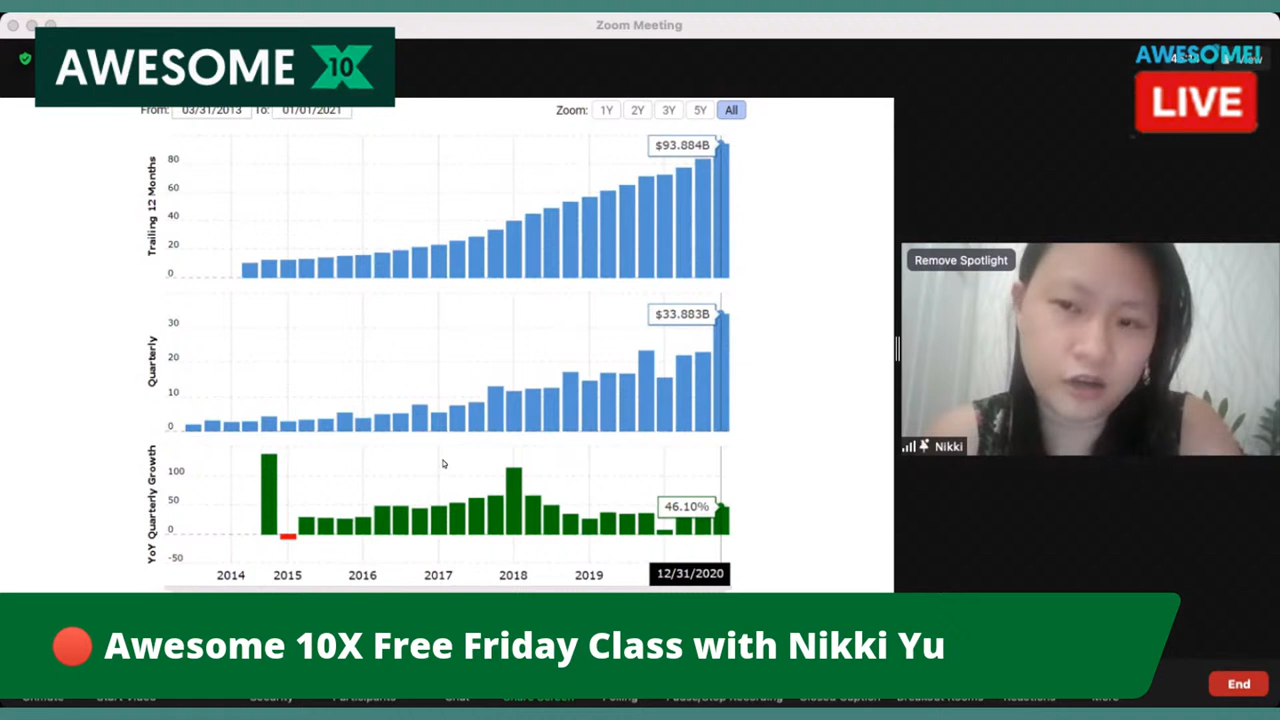 Zoom Meeting
AWESOME 10X
AWESOME!
LIVE
From: 03/31/2013 To: 01/01/2021
Zoom: 1Y 2Y 3Y 5Y All
Trailing 12 Months
80
60
40
20
0
$93.884B
Quarterly
30
20
10
0
$33.883B
YoY Quarterly Growth
100
50
0
-50
46.10%
2014 2015 2016 2017 2018 2019 12/31/2020
Remove Spotlight
Nikki
Awesome 10X Free Friday Class with Nikki Yu
End